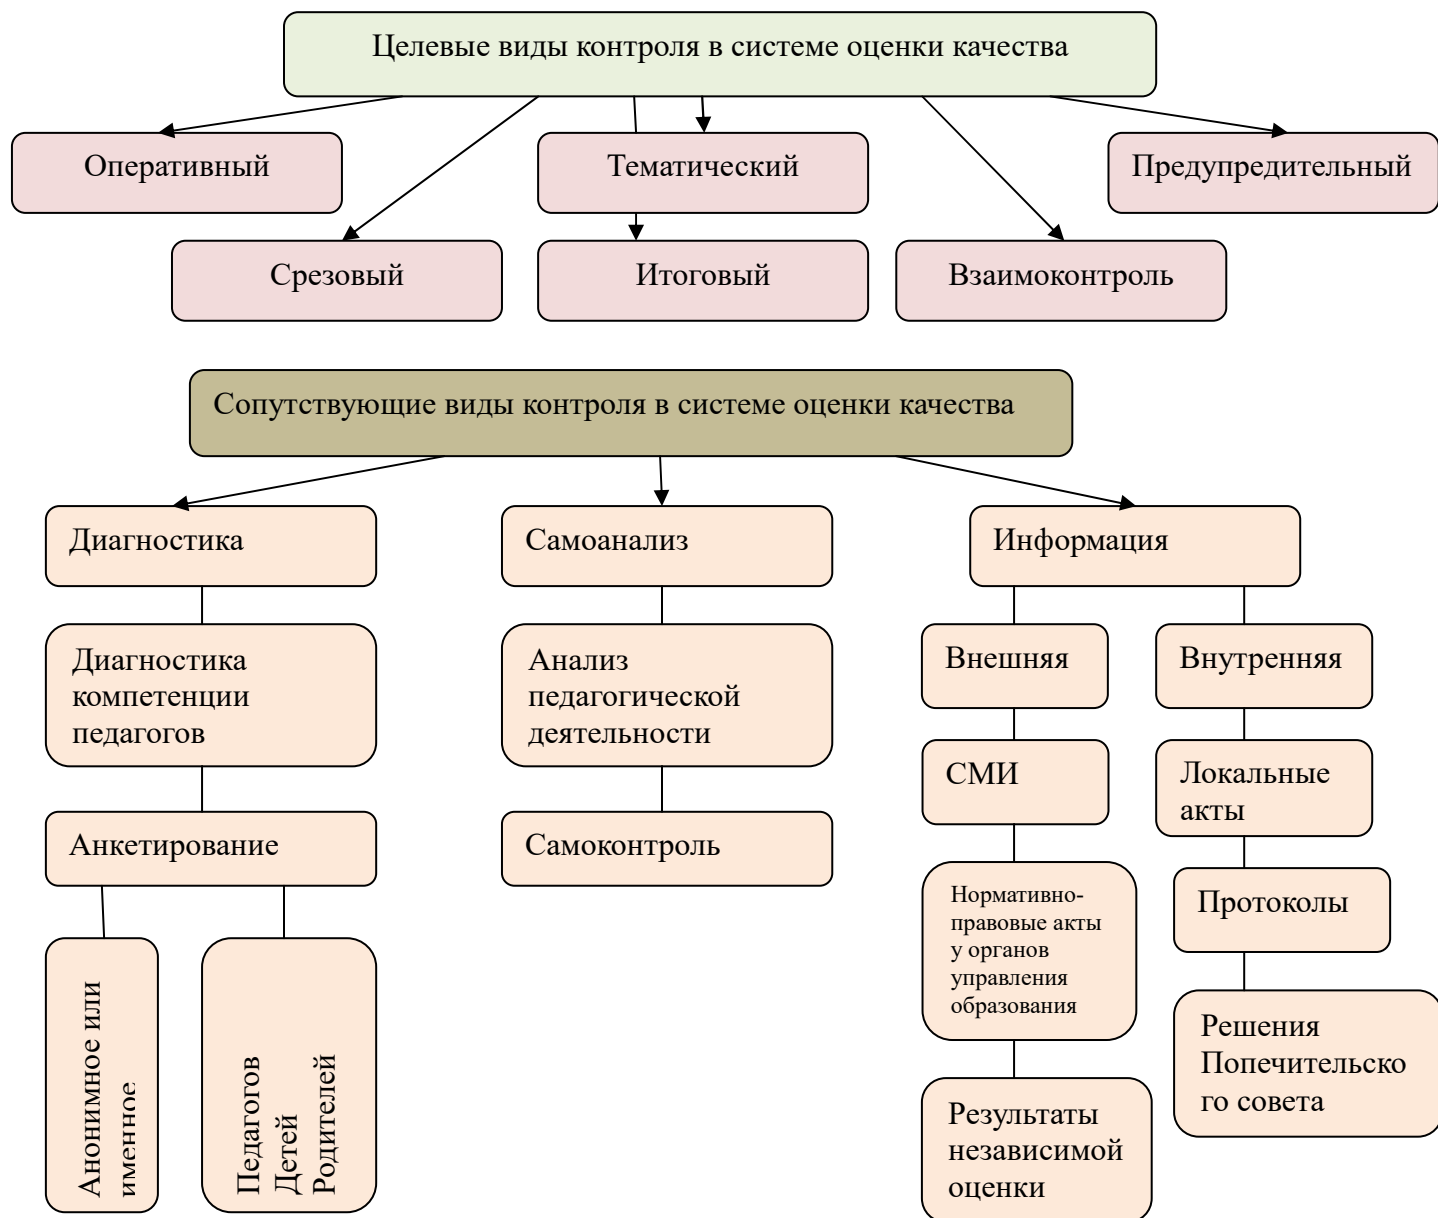 Целевые виды контроля в системе оценки качества
Оперативный
Тематический
Предупредительный
Срезовый
Итоговый
Взаимоконтроль
Сопутствующие виды контроля в системе оценки качества
Диагностика
Самоанализ
Информация
Диагностика
компетенции
педагогов
Анализ
педагогической
деятельности
Внешняя
Внутренняя
СМИ
Локальные
акты
Анкетирование
Самоконтроль
Нормативно-
правовые акты
у органов
управления
образования
Протоколы
Анонимное или
именное
Педагогов
Детей
Родителей
Решения
Попечительско
го совета
Результаты
независимой
оценки